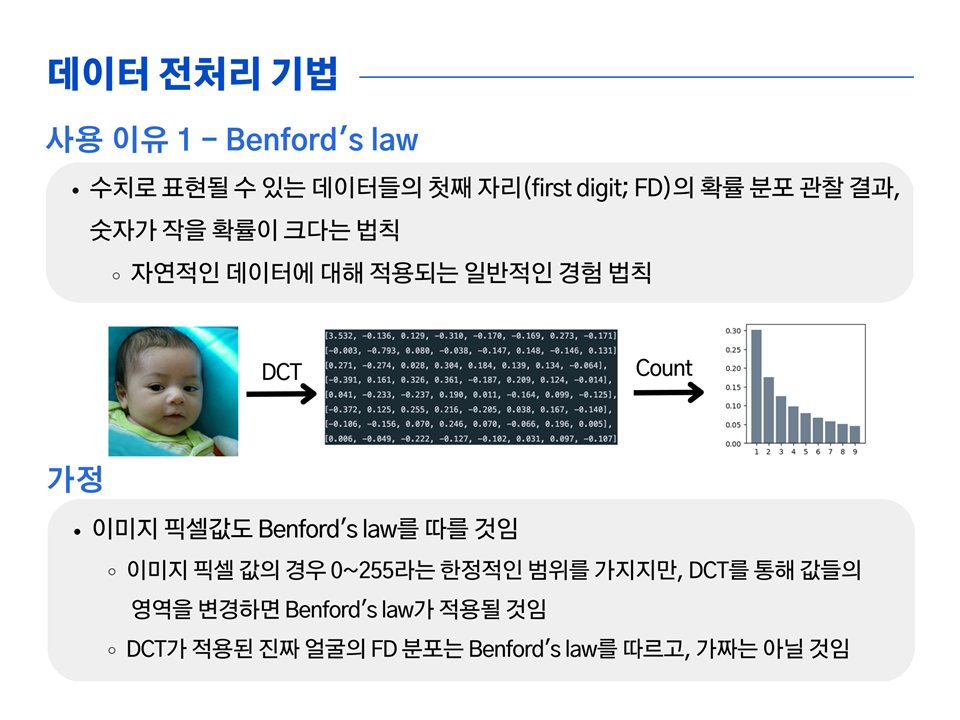 데이터 전처리 기법
사용 이유 1 – Benford's law
• 수치로 표현될 수 있는 데이터들의 첫째 자리(first digit; FD)의 확률 분포 관찰 결과,
숫자가 작을 확률이 크다는 법칙
○ 자연적인 데이터에 대해 적용되는 일반적인 경험 법칙
DCT
[3.532, -0.136, 0.129, -0.310, -0.170, -0.169, 0.273, -0.171]
[-0.003, -0.793, 0.080, -0.038, -0.147, 0.148, -0.146, 0.131]
[0.271, -0.274, 0.028, 0.304, 0.184, 0.139, 0.134, -0.064],
[-0.391, 0.161, 0.326, 0.361, -0.187, 0.209, 0.124, -0.014],
[0.041, -0.233, -0.237, 0.190, 0.011, -0.164, 0.099, -0.125],
[-0.372, 0.125, 0.255, 0.216, -0.205, 0.038, 0.167, -0.140],
[-0.106, -0.156, 0.070, 0.246, 0.070, -0.066, 0.196, 0.005],
[0.006, -0.049, -0.222, -0.127, -0.102, 0.031, 0.097, -0.107]
Count
0.30
0.25
0.20
0.15
0.10
0.05
0.00
1 2 3 4 5 6 7 8 9
가정
• 이미지 픽셀값도 Benford's law를 따를 것임
○ 이미지 픽셀 값의 경우 0~255라는 한정적인 범위를 가지지만, DCT를 통해 값들의
영역을 변경하면 Benford's law가 적용될 것임
○ DCT가 적용된 진짜 얼굴의 FD 분포는 Benford's law를 따르고, 가짜는 아닐 것임